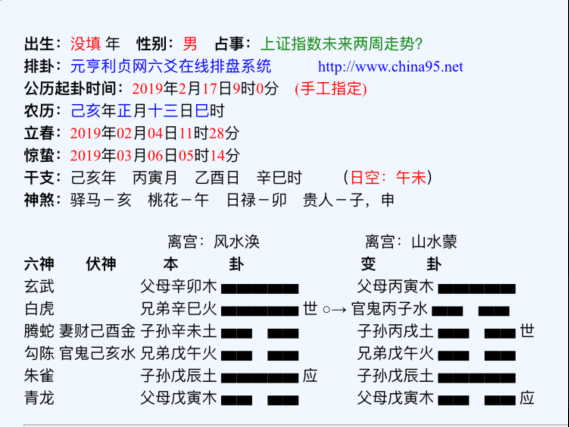 出生：没填 年 性别：男 占事：上证指数未来两周走势?
排卦：元亨利贞网六爻在线排盘系统 http://www.china95.net
公历起卦时间：2019年2月17日9时0分 (手工指定)
农历：己亥年正月十三日巳时
立春：2019年02月04日11时28分
惊蛰：2019年03月06日05时14分
干支：己亥年 丙寅月 乙酉日 辛巳时 （日空：午未）
神煞：驿马－亥 桃花－午 日禄－卯 贵人－子，申
离宫：风水涣 离宫：山水蒙
六神 伏神 本 卦 变 卦
玄武 父母辛卯木 父母丙寅木
白虎 兄弟辛巳火 世 ○→ 官鬼丙子水
腾蛇 妻财己酉金 子孙辛未土 子孙丙戌土 世
勾陈 官鬼己亥水 兄弟戊午火 兄弟戊午火
朱雀 子孙戊辰土 应 子孙戊辰土
青龙 父母戊寅木 父母戊寅木 应